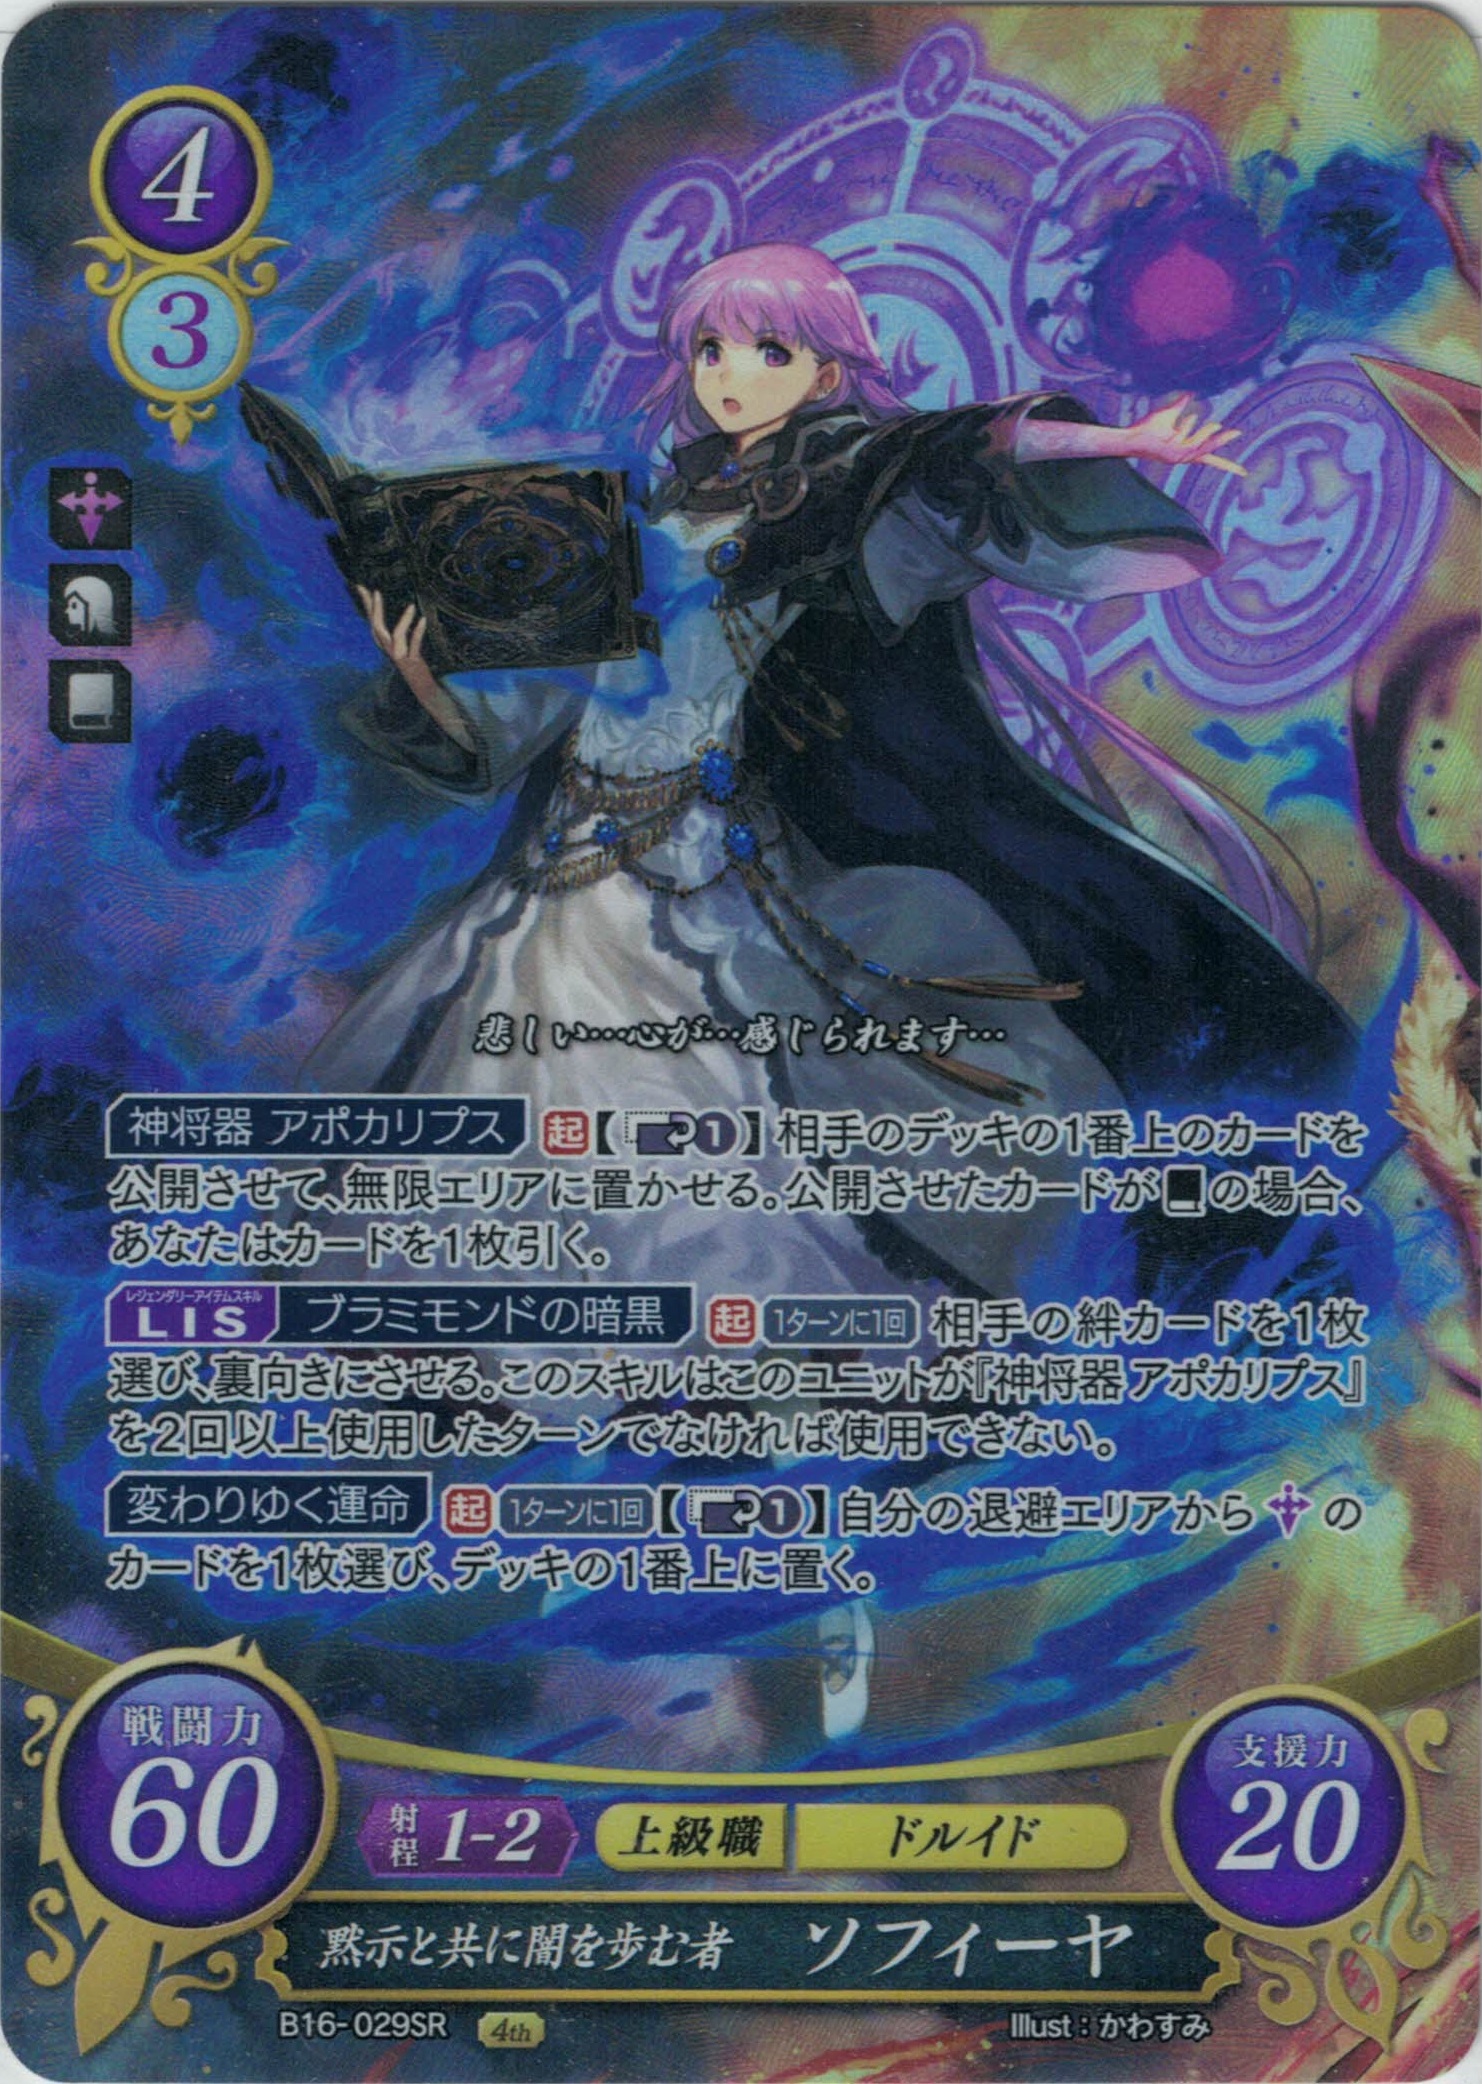 4
3
悲しい…心が…感じられます…
神将器 アポカリプス 起【1】相手のデッキの1番上のカードを
公開させて、無限エリアに置かせる。公開させたカードがの場合、
あなたはカードを1枚引く。
レジェンダリーアイテムスキル
LIS ブラミモンドの暗黒 起 1ターンに1回 相手の絆カードを1枚
選び、裏向きにさせる。このスキルはこのユニットが『神将器 アポカリプス』
を2回以上使用したターンでなければ使用できない。
変わりゆく運命 起 1ターンに1回【1】自分の退避エリアからの
カードを1枚選び、デッキの1番上に置く。
戦闘力
60
射程 1-2 上級職 ドルイド
支援力
20
黙示と共に闇を歩む者 ソフィーヤ
B16-029SR 4th Illust：かわすみ